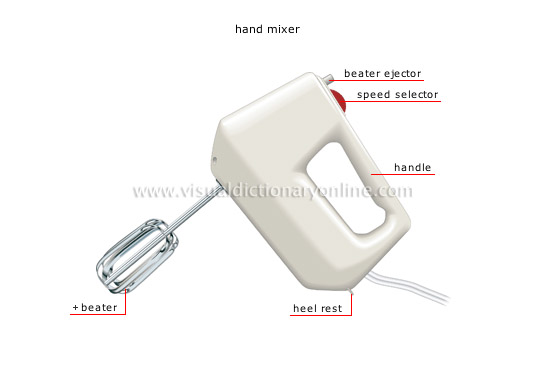 hand mixer
beater ejector
speed selector
handle
www.visualdictionaryonline.com
+ beater
heel rest